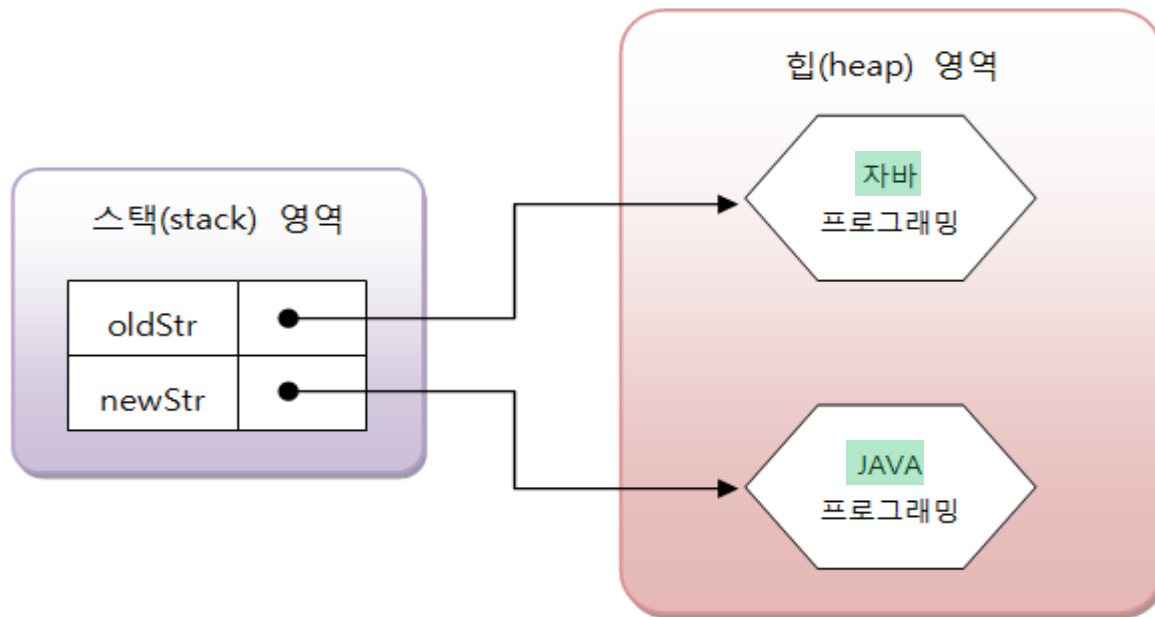 스택(stack) 영역
oldStr
newStr
힙(heap) 영역
자바
프로그래밍
JAVA
프로그래밍